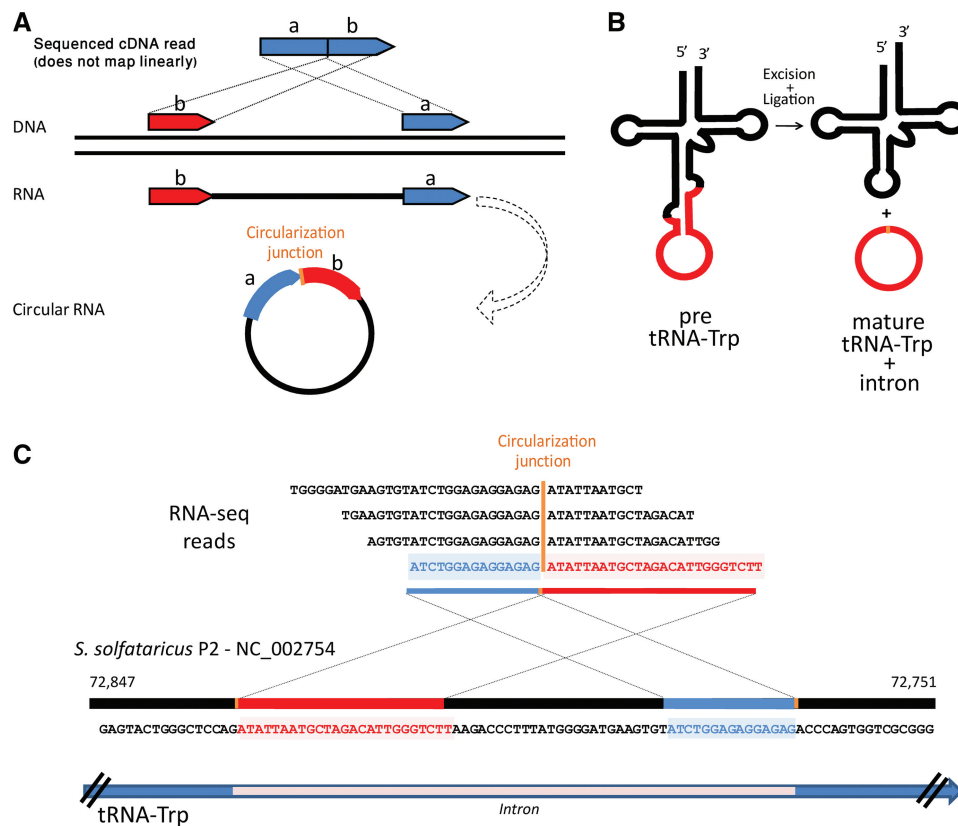 A
a
b
Sequenced cDNA read
(does not map linearly)
b
a
DNA
b
a
RNA
Circularization
junction
a
b
Circular RNA
B
5’
3’
Excision
+
Ligation
5’
3’
+
pre
tRNA-Trp
mature
tRNA-Trp
+
intron
C
Circularization
junction
TGGGGATGAAGTGTATCTGGAGAGGAGAG ATATTAATGCT
TGAAGTGTATCTGGAGAGGAGAG ATATTAATGCTAGACAT
AGTGTATCTGGAGAGGAGAG ATATTAATGCTAGACATTGG
ATCTGGAGAGGAGAG ATATTAATGCTAGACATTGGGTCTT
RNA-seq
reads
S. solfataricus P2 - NC_002754
72,847
72,751
GAGTACTGGGCTCCAGATATTAATGCTAGACATTGGGTCTTAAGACCCTTTATGGGGATGAAGTGTATCTGGAGAGGAGAGACCCAGTGGTCGCGGG
tRNA-Trp
Intron